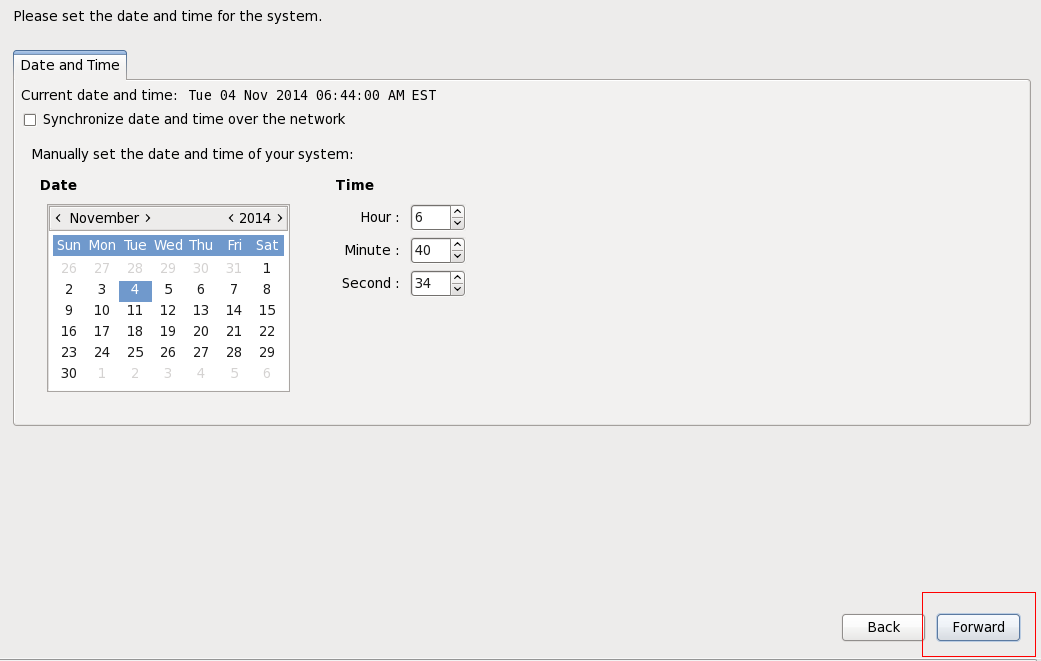 Please set the date and time for the system.
Date and Time
Current date and time: Tue 04 Nov 2014 06:44:00 AM EST
Synchronize date and time over the network
Manually set the date and time of your system:
Date
< November > < 2014 >
Sun Mon Tue Wed Thu Fri Sat
26 27 28 29 30 31 1
2 3 4 5 6 7 8
9 10 11 12 13 14 15
16 17 18 19 20 21 22
23 24 25 26 27 28 29
30 1 2 3 4 5 6
Time
Hour : 6
Minute : 40
Second : 34
Back Forward